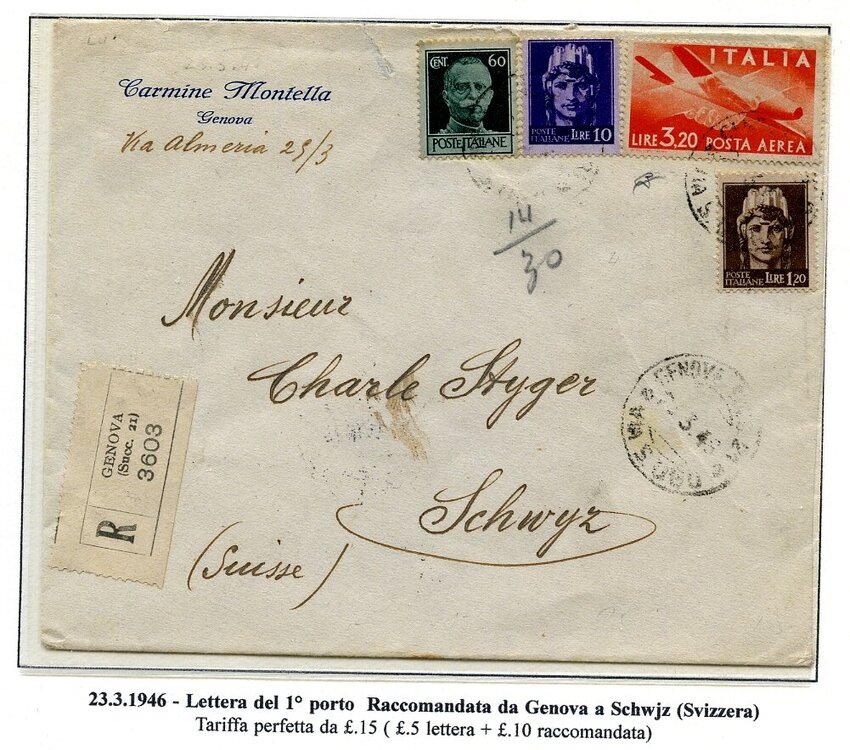 Carmine Montella
Genova
Via Almeria 29/3
CENT. 60
POSTE ITALIANE
POSTE ITALIANE LIRE 10
ITALIA
LIRE 3,20 POSTA AEREA
POSTE ITALIANE LIRE 1,20
14/30
Monsieur
Charle Styger
Schwyz
(Suisse)
R
GENOVA
(Succ. 21)
3603
GENOVA
23.3.1946 - Lettera del 1° porto Raccomandata da Genova a Schwjz (Svizzera)
Tariffa perfetta da £.15 ( £.5 lettera + £.10 raccomandata)